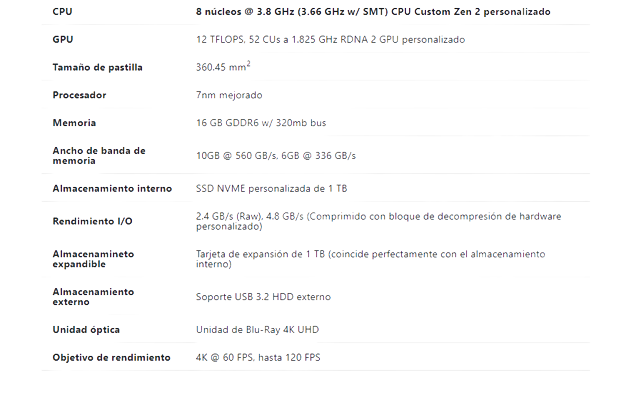 CPU 8 núcleos @ 3.8 GHz (3.66 GHz w/ SMT) CPU Custom Zen 2 personalizado
GPU 12 TFLOPS, 52 CUs a 1.825 GHz RDNA 2 GPU personalizado
Tamaño de pastilla 360.45 mm²
Procesador 7nm mejorado
Memoria 16 GB GDDR6 w/ 320mb bus
Ancho de banda de
memoria 10GB @ 560 GB/s, 6GB @ 336 GB/s
Almacenamiento interno SSD NVME personalizada de 1 TB
Rendimiento I/O 2.4 GB/s (Raw), 4.8 GB/s (Comprimido con bloque de decompresión de hardware
personalizado)
Almacenamineto
expandible Tarjeta de expansión de 1 TB (coincide perfectamente con el almacenamiento
interno)
Almacenamiento
externo Soporte USB 3.2 HDD externo
Unidad óptica Unidad de Blu-Ray 4K UHD
Objetivo de rendimiento 4K @ 60 FPS, hasta 120 FPS